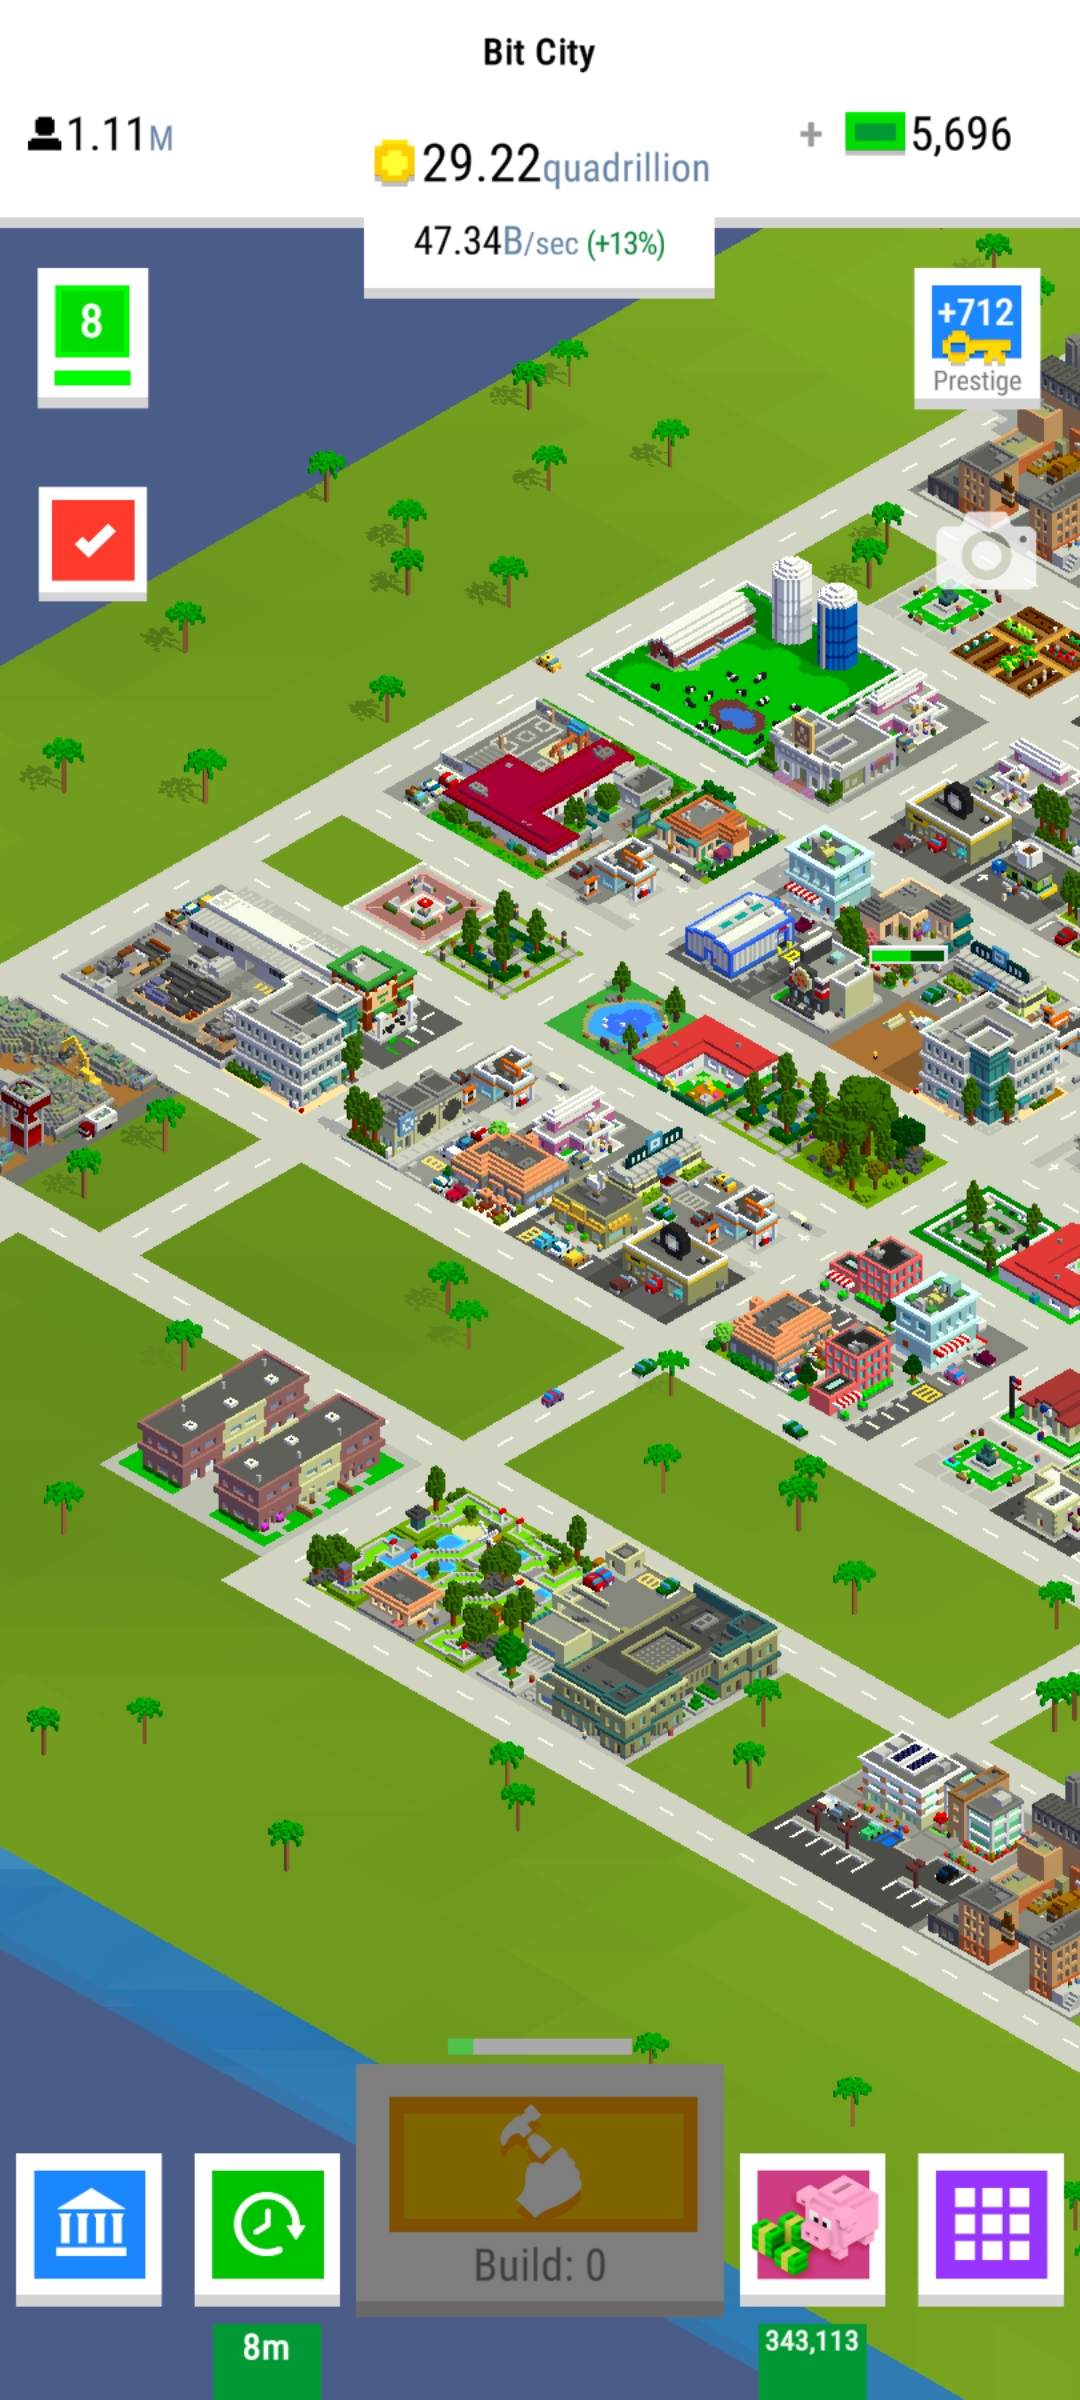 Bit City
1.11M
29.22quadrillion
+ 5,696
47.34B/sec (+13%)
8
+712
Prestige
Build: 0
8m
343,113